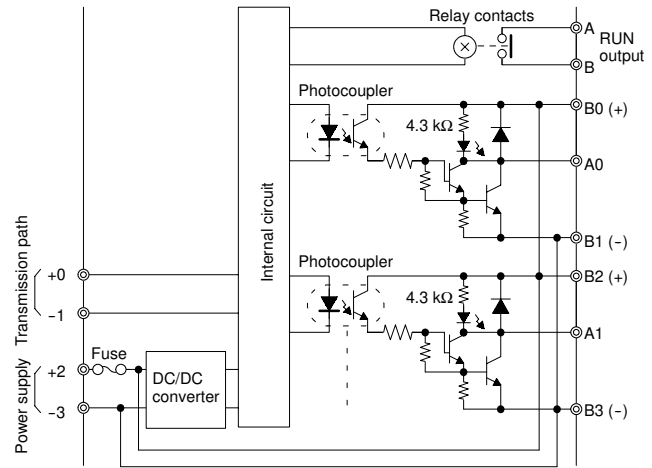 Relay contacts
A
RUN
output
B
Photocoupler
B0 (+)
4.3 kΩ
A0
Internal circuit
B1 (−)
Transmission path
+0
−1
Photocoupler
B2 (+)
4.3 kΩ
A1
Power supply
+2
Fuse
DC/DC
converter
−3
B3 (−)